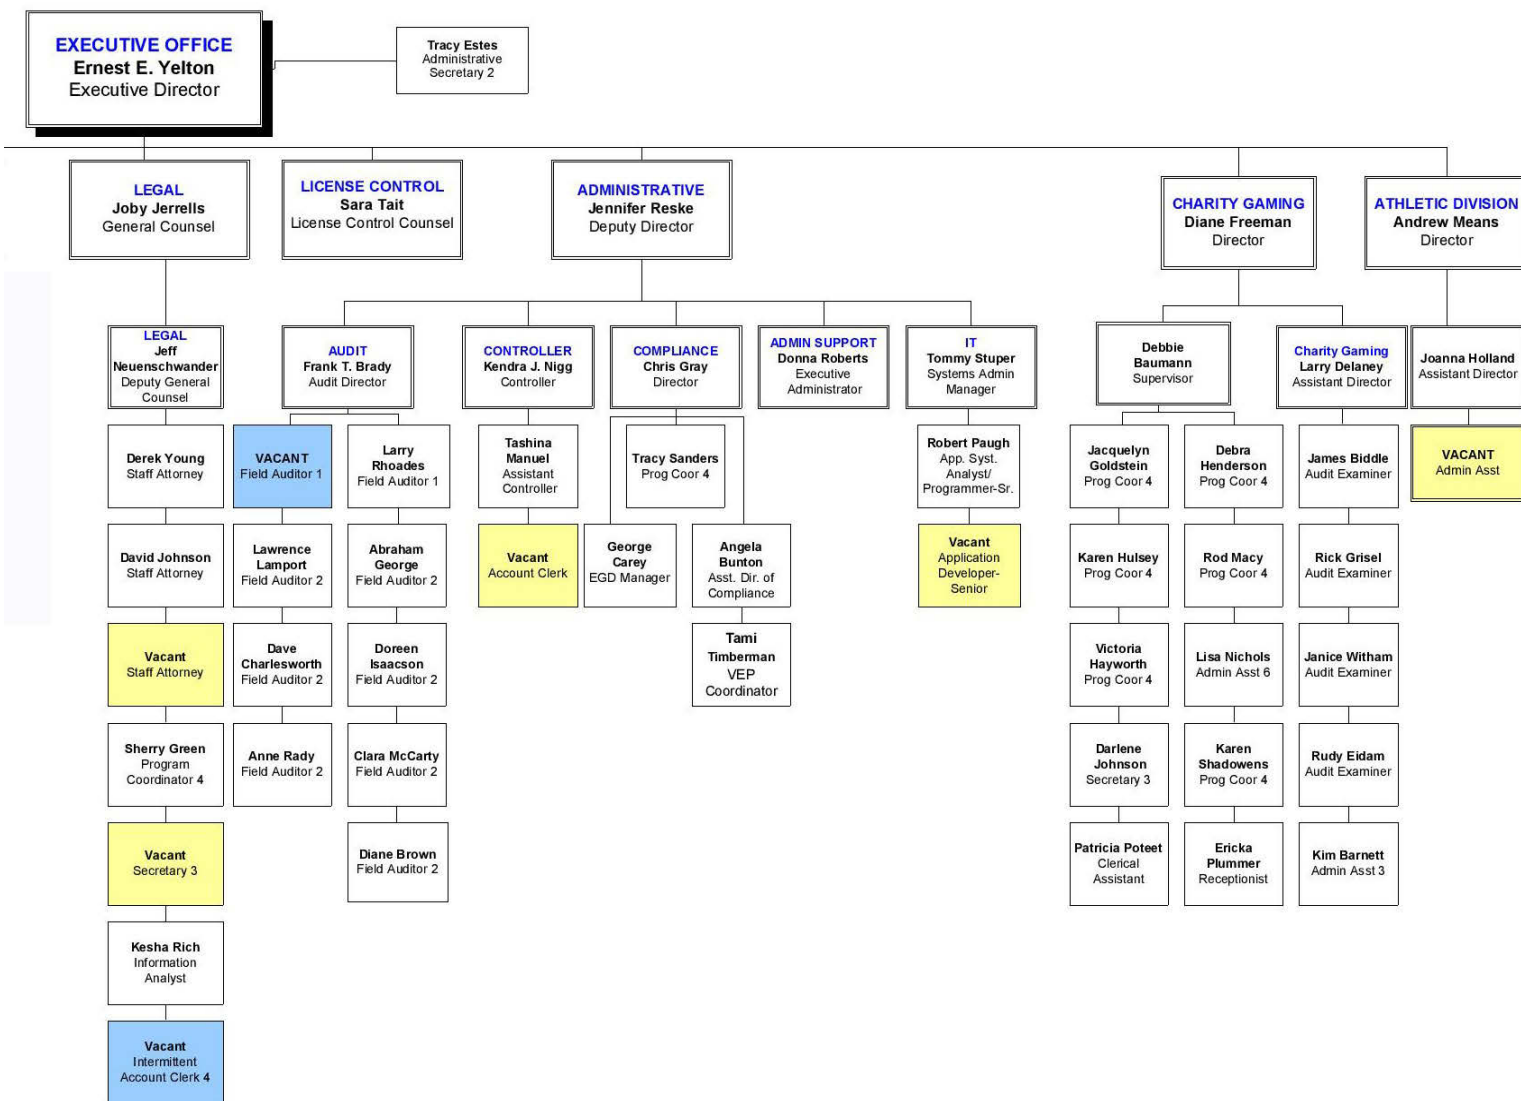 EXECUTIVE OFFICE
Ernest E. Yelton
Executive Director
Tracy Estes
Administrative
Secretary 2
LEGAL
Joby Jerrells
General Counsel
LICENSE CONTROL
Sara Tait
License Control Counsel
ADMINISTRATIVE
Jennifer Reske
Deputy Director
CHARITY GAMING
Diane Freeman
Director
ATHLETIC DIVISION
Andrew Means
Director
LEGAL
Jeff
Neuenschwander
Deputy General
Counsel
AUDIT
Frank T. Brady
Audit Director
CONTROLLER
Kendra J. Nigg
Controller
COMPLIANCE
Chris Gray
Director
ADMIN SUPPORT
Donna Roberts
Executive
Administrator
IT
Tommy Stuper
Systems Admin
Manager
Debbie
Baumann
Supervisor
Charity Gaming
Larry Delaney
Assistant Director
Joanna Holland
Assistant Director
Derek Young
Staff Attorney
VACANT
Field Auditor 1
Larry
Rhoades
Field Auditor 1
Tashina
Manuel
Assistant
Controller
Tracy Sanders
Prog Coor 4
Robert Paugh
App. Syst.
Analyst/
Programmer-Sr.
Jacquelyn
Goldstein
Prog Coor 4
Debra
Henderson
Prog Coor 4
James Biddle
Audit Examiner
VACANT
Admin Asst
David Johnson
Staff Attorney
Lawrence
Lamport
Field Auditor 2
Abraham
George
Field Auditor 2
Vacant
Account Clerk
George
Carey
EGD Manager
Angela
Bunton
Asst. Dir. of
Compliance
Vacant
Application
Developer-
Senior
Karen Hulsey
Prog Coor 4
Rod Macy
Prog Coor 4
Rick Grisel
Audit Examiner
Vacant
Staff Attorney
Dave
Charlesworth
Field Auditor 2
Doreen
Isaacson
Field Auditor 2
Tami
Timberman
VEP
Coordinator
Victoria
Hayworth
Prog Coor 4
Lisa Nichols
Admin Asst 6
Janice Witham
Audit Examiner
Sherry Green
Program
Coordinator 4
Anne Rady
Field Auditor 2
Clara McCarty
Field Auditor 2
Darlene
Johnson
Secretary 3
Karen
Shadowens
Prog Coor 4
Rudy Eidam
Audit Examiner
Vacant
Secretary 3
Diane Brown
Field Auditor 2
Patricia Poteet
Clerical
Assistant
Ericka
Plummer
Receptionist
Kim Barnett
Admin Asst 3
Kesha Rich
Information
Analyst
Vacant
Intermittent
Account Clerk 4